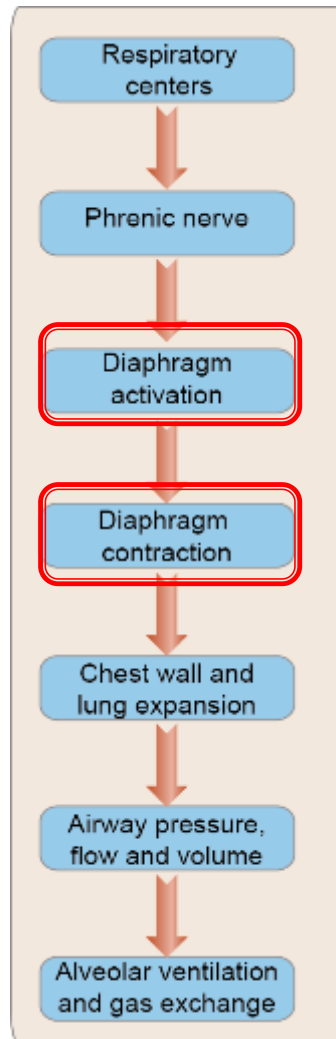 Respiratory
centers
Phrenic nerve
Diaphragm
activation
Diaphragm
contraction
Chest wall and
lung expansion
Airway pressure,
flow and volume
Alveolar ventilation
and gas exchange